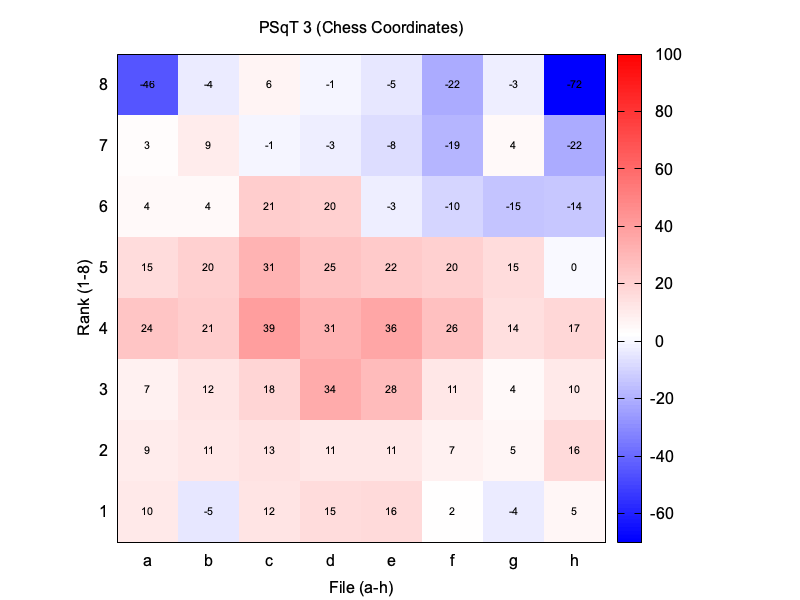 PSqT 3 (Chess Coordinates)
100
8 -46 -4 6 -1 -5 -22 -3 -72
80
7 3 9 -1 -3 -8 -19 4 -22
60
6 4 4 21 20 -3 -10 -15 -14
40
5 15 20 31 25 22 20 15 0
20
Rank (1-8)
4 24 21 39 31 36 26 14 17
0
3 7 12 18 34 28 11 4 10
-20
2 9 11 13 11 11 7 5 16
-40
1 10 -5 12 15 16 2 -4 5
-60
a b c d e f g h
File (a-h)